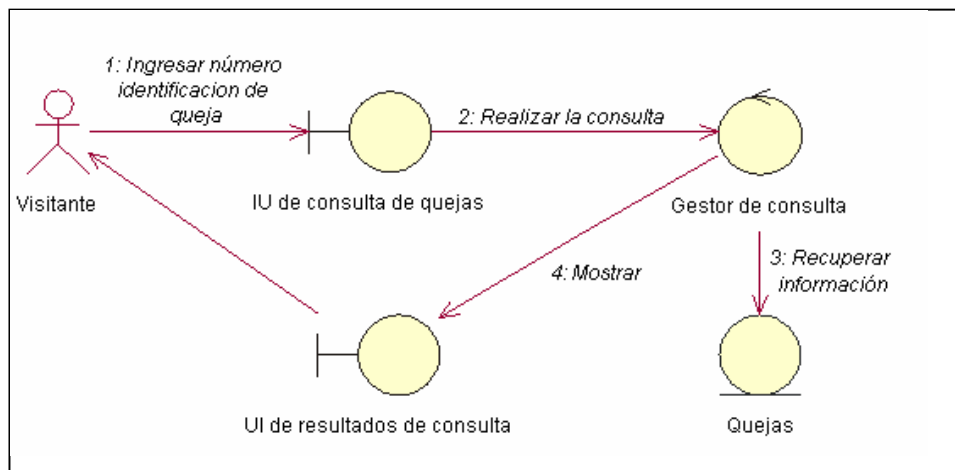 1: Ingresar número
identificacion de
queja
2: Realizar la consulta
Visitante
IU de consulta de quejas
Gestor de consulta
4: Mostrar
3: Recuperar
información
UI de resultados de consulta
Quejas